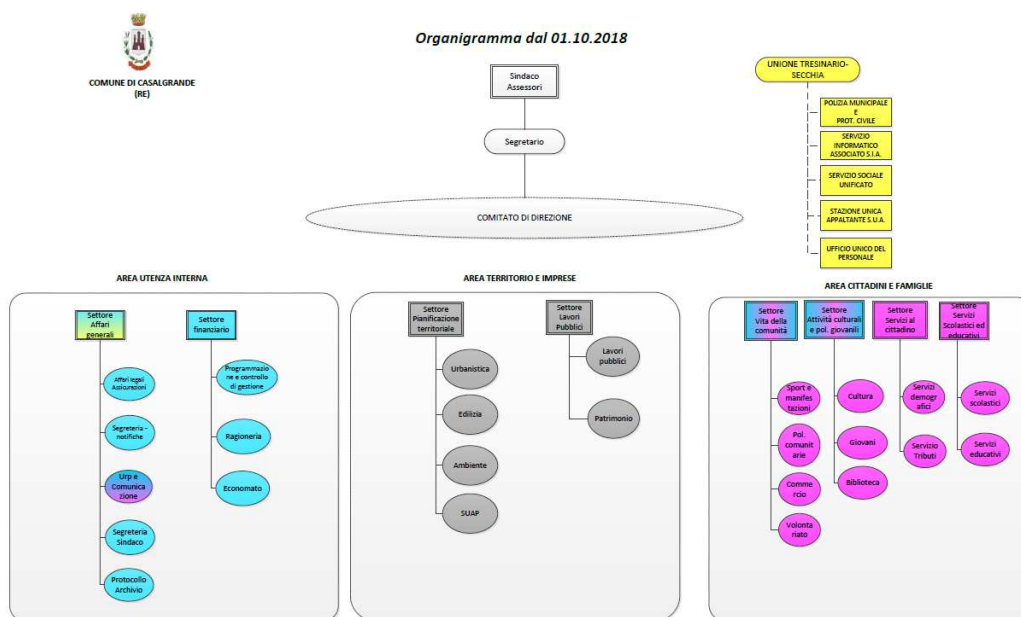 Organigramma dal 01.10.2018
COMUNE DI CASALGRANDE
(RE)
Sindaco
Assessori
Segretario
COMITATO DI DIREZIONE
UNIONE TRESINARIO-
SECCHIA
POLIZIA MUNICIPALE
E
PROT. CIVILE
SERVIZIO
INFORMATICO
ASSOCIATO S.I.A.
SERVIZIO SOCIALE
UNIFICATO
STAZIONE UNICA
APPALTANTE S.U.A.
UFFICIO UNICO DEL
PERSONALE
AREA UTENZA INTERNA
Settore
Affari
generali
Affari legali
Assicurazioni
Segreteria -
notifiche
Urp e
Comunica
zione
Segreteria
Sindaco
Protocollo
Archivio
Settore
finanziario
Programmazio
ne e controllo
di gestione
Ragioneria
Economato
AREA TERRITORIO E IMPRESE
Settore
Pianificazione
territoriale
Urbanistica
Edilizia
Ambiente
SUAP
Settore
Lavori
Pubblici
Lavori
pubblici
Patrimonio
AREA CITTADINI E FAMIGLIE
Settore
Vita della
comunità
Sport e
manifes
tazioni
Pol.
comunit
arie
Comme
rcio
Volonta
riato
Settore
Attività culturali
e pol. giovanili
Cultura
Giovani
Biblioteca
Settore
Servizi al
cittadino
Servizi
demogr
afici
Servizio
Tributi
Settore
Servizi
Scolastici ed
educativi
Servizi
scolastici
Servizi
educativi